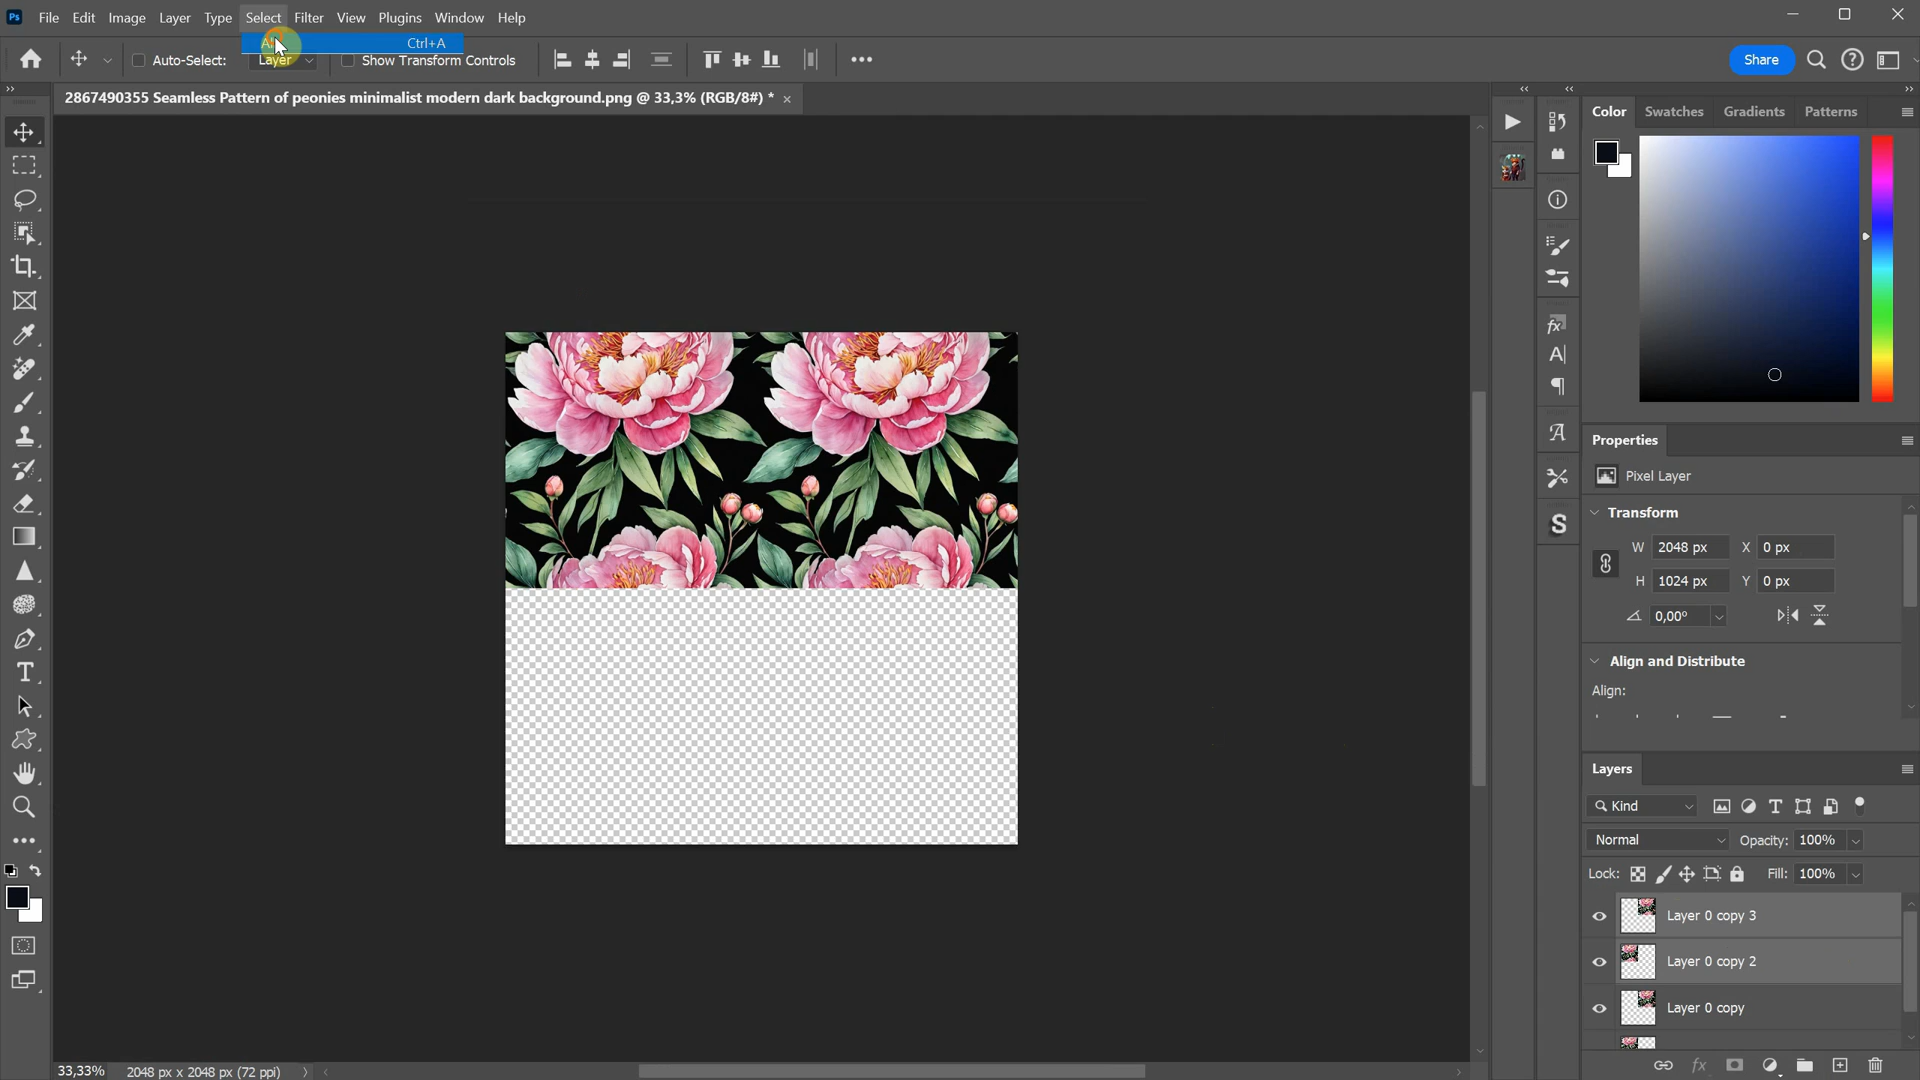 Ps File Edit Image Layer Type Select Filter View Plugins Window Help
Ctrl+A
Auto-Select: Layer Show Transform Controls Share
2867490355 Seamless Pattern of peonies minimalist modern dark background.png @ 33,3% (RGB/8#) *
Color Swatches Gradients Patterns
Properties
Pixel Layer
Transform
W 2048 px X 0 px
H 1024 px Y 0 px
0,00°
Align and Distribute
Align:
Layers
Kind
Normal Opacity: 100%
Lock: Fill: 100%
Layer 0 copy 3
Layer 0 copy 2
Layer 0 copy
33,33% 2048 px x 2048 px (72 ppi)